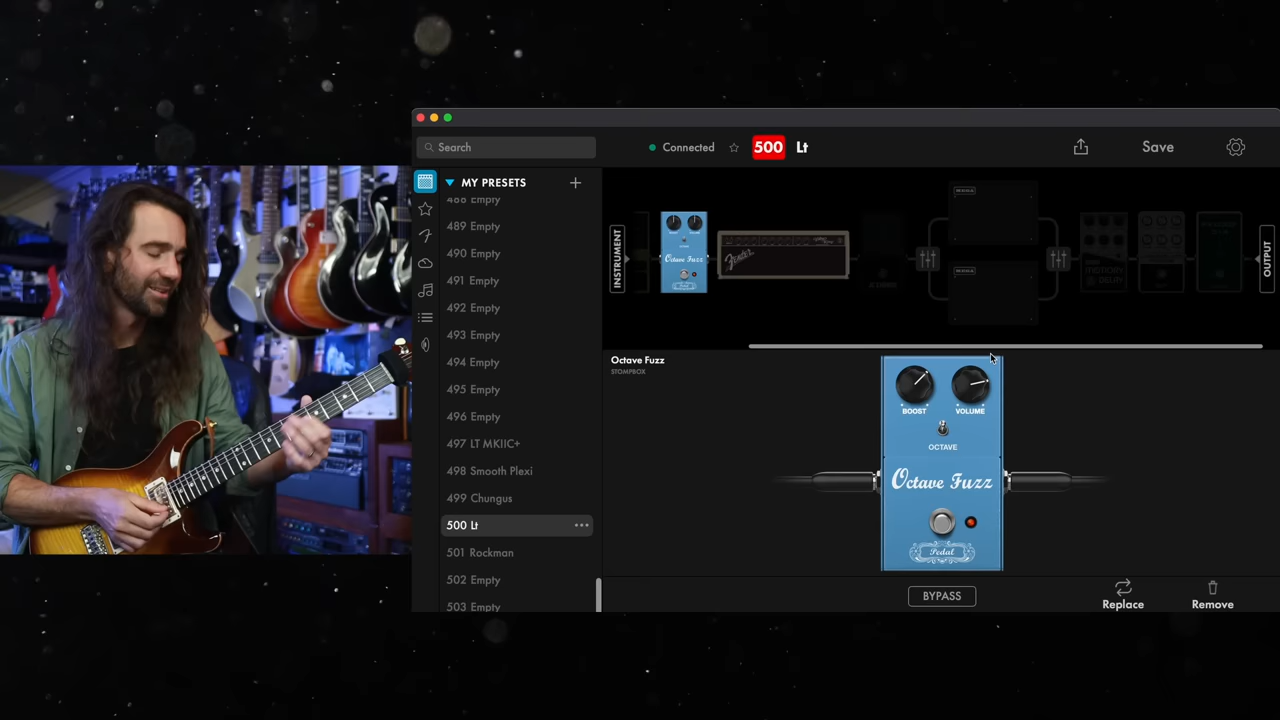 Search
Connected
500
Lt
Save
MY PRESETS
488 Empty
489 Empty
490 Empty
491 Empty
492 Empty
493 Empty
494 Empty
495 Empty
496 Empty
497 LT MKIIC+
498 Smooth Plexi
499 Chungus
500 Lt
501 Rockman
502 Empty
503 Empty
INSTRUMENT
Octave Fuzz
Fender
OUTPUT
Octave Fuzz
STOMPBOX
BOOST
VOLUME
OCTAVE
Octave Fuzz
Pedal
BYPASS
Replace
Remove